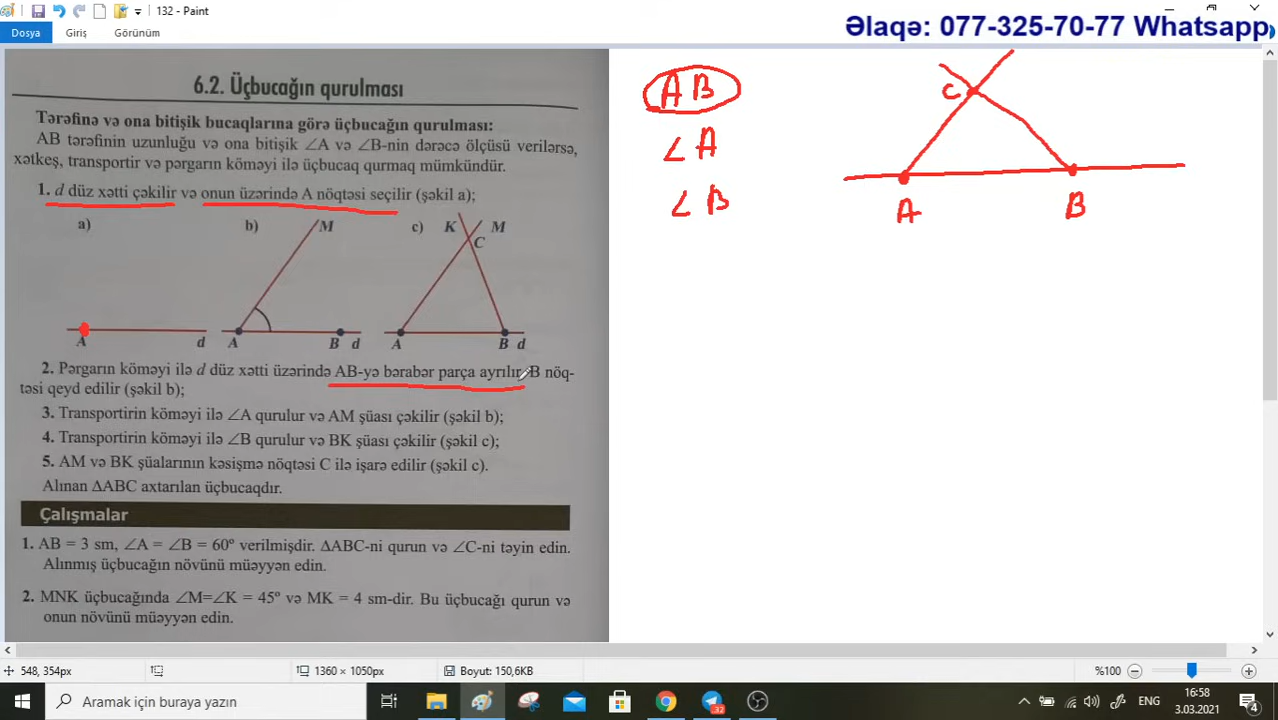 132 - Paint
Əlaqə: 077-325-70-77 Whatsapp
Dosya Giriş Görünüm
6.2. Üçbucağın qurulması
Tərəfinə və ona bitişik bucaqlarına görə üçbucağın qurulması:
AB tərəfinin uzunluğu və ona bitişik ∠A və ∠B-nin dərəcə ölçüsü verilərsə,
xətkeş, transportir və pərgarın köməyi ilə üçbucaq qurmaq mümkündür.
1. d düz xətti çəkilir və onun üzərində A nöqtəsi seçilir (şəkil a);
a) b) M c) K M
C
A d A B d A B d
2. Pərgarın köməyi ilə d düz xətti üzərində AB-yə bərabər parça ayrılır B nöq-
təsi qeyd edilir (şəkil b);
3. Transportirin köməyi ilə ∠A qurulur və AM şüası çəkilir (şəkil b);
4. Transportirin köməyi ilə ∠B qurulur və BK şüası çəkilir (şəkil c);
5. AM və BK şüalarının kəsişmə nöqtəsi C ilə işarə edilir (şəkil c).
Alınan ΔABC axtarılan üçbucaqdır.
Çalışmalar
1. AB = 3 sm, ∠A = ∠B = 60° verilmişdir. ΔABC-ni qurun və ∠C-ni təyin edin.
Alınmış üçbucağın növünü müəyyən edin.
2. MNK üçbucağında ∠M=∠K = 45° və MK = 4 sm-dir. Bu üçbucağı qurun və
onun növünü müəyyən edin.
AB
∠A
∠B
C
A B
548, 354px 1360 × 1050px Boyut: 150,6KB %100
Aramak için buraya yazın
32
ENG
16:58
3.03.2021
4